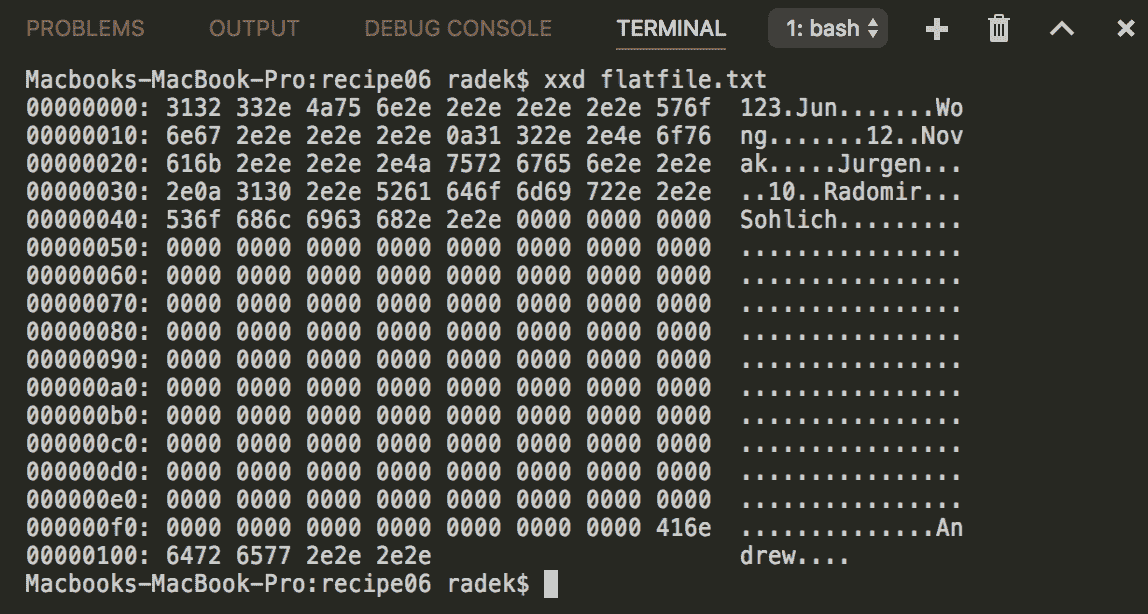 PROBLEMS OUTPUT DEBUG CONSOLE TERMINAL 1: bash
Macbooks-MacBook-Pro:recipe06 radek$ xxd flatfile.txt
00000000: 3132 332e 4a75 6e2e 2e2e 2e2e 2e2e 576f  123.Jun.......Wo
00000010: 6e67 2e2e 2e2e 2e2e 0a31 322e 2e4e 6f76  ng.......12..Nov
00000020: 616b 2e2e 2e2e 2e4a 7572 6765 6e2e 2e2e  ak.....Jurgen...
00000030: 2e0a 3130 2e2e 5261 646f 6d69 722e 2e2e  ..10..Radomir...
00000040: 536f 686c 6963 682e 2e2e 0000 0000 0000  Sohlich.........
00000050: 0000 0000 0000 0000 0000 0000 0000 0000  ................
00000060: 0000 0000 0000 0000 0000 0000 0000 0000  ................
00000070: 0000 0000 0000 0000 0000 0000 0000 0000  ................
00000080: 0000 0000 0000 0000 0000 0000 0000 0000  ................
00000090: 0000 0000 0000 0000 0000 0000 0000 0000  ................
000000a0: 0000 0000 0000 0000 0000 0000 0000 0000  ................
000000b0: 0000 0000 0000 0000 0000 0000 0000 0000  ................
000000c0: 0000 0000 0000 0000 0000 0000 0000 0000  ................
000000d0: 0000 0000 0000 0000 0000 0000 0000 0000  ................
000000e0: 0000 0000 0000 0000 0000 0000 0000 0000  ................
000000f0: 0000 0000 0000 0000 0000 0000 0000 416e  ..............An
00000100: 6472 6577 2e2e 2e2e                      drew....
Macbooks-MacBook-Pro:recipe06 radek$